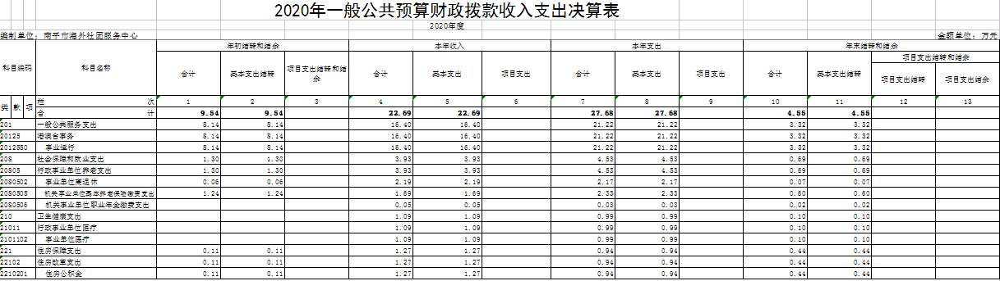 2020年一般公共预算财政拨款收入支出决算表
2020年度
编制单位：南平市海外社团服务中心 金额单位：万元
科目编码 科目名称 年初结转和结余 本年收入 本年支出 年末结转和结余
合计 基本支出结转 项目支出结转和结余 合计 基本支出 项目支出 合计 基本支出 项目支出 合计 基本支出结转 项目支出结转和结余
项目支出结转 项目支出结余
类 款 项 栏次 1 2 3 4 5 6 7 8 9 10 11 12 13
合计 9.54 9.54 22.69 22.69 27.68 27.68 4.55 4.55
201 一般公共服务支出 8.14 8.14 16.40 16.40 21.22 21.22 3.32 3.32
20125 港澳台事务 8.14 8.14 16.40 16.40 21.22 21.22 3.32 3.32
2012550 事业运行 8.14 8.14 16.40 16.40 21.22 21.22 3.32 3.32
208 社会保障和就业支出 1.30 1.30 3.93 3.93 4.53 4.53 0.69 0.69
20805 行政事业单位养老支出 1.30 1.30 3.93 3.93 4.53 4.53 0.69 0.69
2080502 事业单位离退休 0.06 0.06 2.19 2.19 2.17 2.17 0.07 0.07
2080505 机关事业单位基本养老保险缴费支出 1.24 1.24 1.69 1.69 2.33 2.33 0.60 0.60
2080506 机关事业单位职业年金缴费支出 0.05 0.05 0.03 0.03 0.02 0.02
210 卫生健康支出 1.09 1.09 0.99 0.99 0.10 0.10
21011 行政事业单位医疗 1.09 1.09 0.99 0.99 0.10 0.10
2101102 事业单位医疗 1.09 1.09 0.99 0.99 0.10 0.10
221 住房保障支出 0.11 0.11 1.27 1.27 0.94 0.94 0.44 0.44
22102 住房改革支出 0.11 0.11 1.27 1.27 0.94 0.94 0.44 0.44
2210201 住房公积金 0.11 0.11 1.27 1.27 0.94 0.94 0.44 0.44